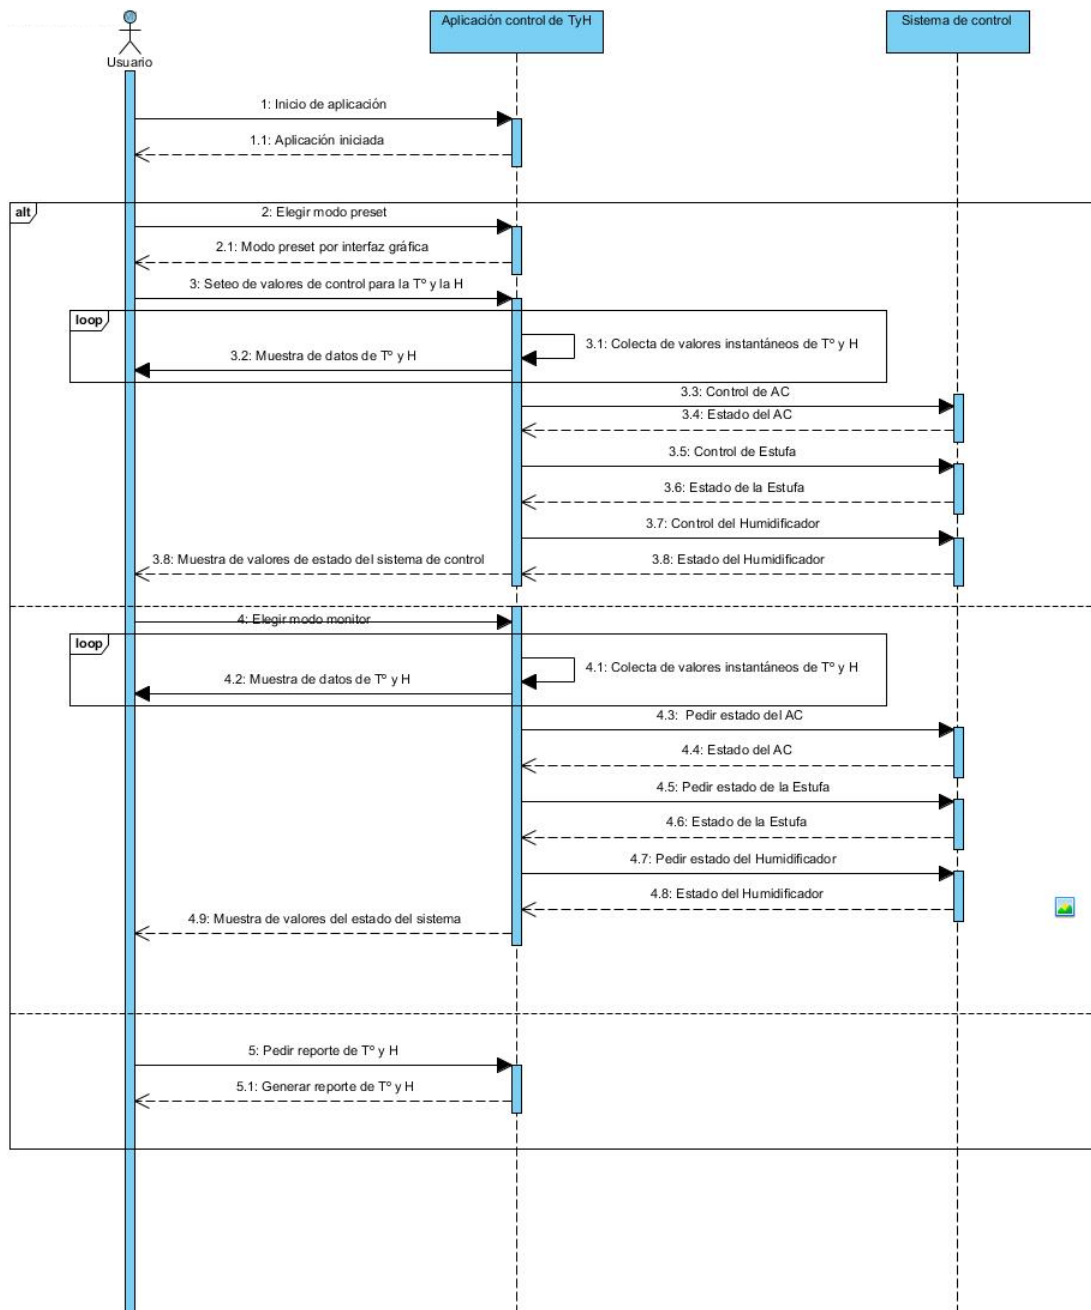 Aplicación control de TyH
Sistema de control
Usuario
1: Inicio de aplicación
1.1: Aplicación iniciada
alt
2: Elegir modo preset
2.1: Modo preset por interfaz gráfica
3: Seteo de valores de control para la Tº y la H
loop
3.1: Colecta de valores instantáneos de Tº y H
3.2: Muestra de datos de Tº y H
3.3: Control de AC
3.4: Estado del AC
3.5: Control de Estufa
3.6: Estado de la Estufa
3.7: Control del Humidificador
3.8: Muestra de valores de estado del sistema de control
3.8: Estado del Humidificador
4: Elegir modo monitor
loop
4.1: Colecta de valores instantáneos de Tº y H
4.2: Muestra de datos de Tº y H
4.3: Pedir estado del AC
4.4: Estado del AC
4.5: Pedir estado de la Estufa
4.6: Estado de la Estufa
4.7: Pedir estado del Humidificador
4.8: Estado del Humidificador
4.9: Muestra de valores del estado del sistema
5: Pedir reporte de Tº y H
5.1: Generar reporte de Tº y H